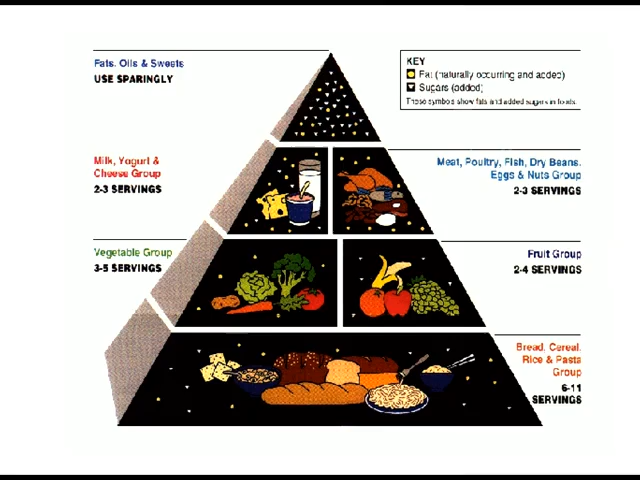 Fats, Oils & Sweets
USE SPARINGLY
KEY
Fat (naturally occurring and added)
Sugars (added)
These symbols show fats and added sugars in foods.
Milk, Yogurt &
Cheese Group
2-3 SERVINGS
Meat, Poultry, Fish, Dry Beans,
Eggs & Nuts Group
2-3 SERVINGS
Vegetable Group
3-5 SERVINGS
Fruit Group
2-4 SERVINGS
Bread, Cereal,
Rice & Pasta
Group
6-11
SERVINGS